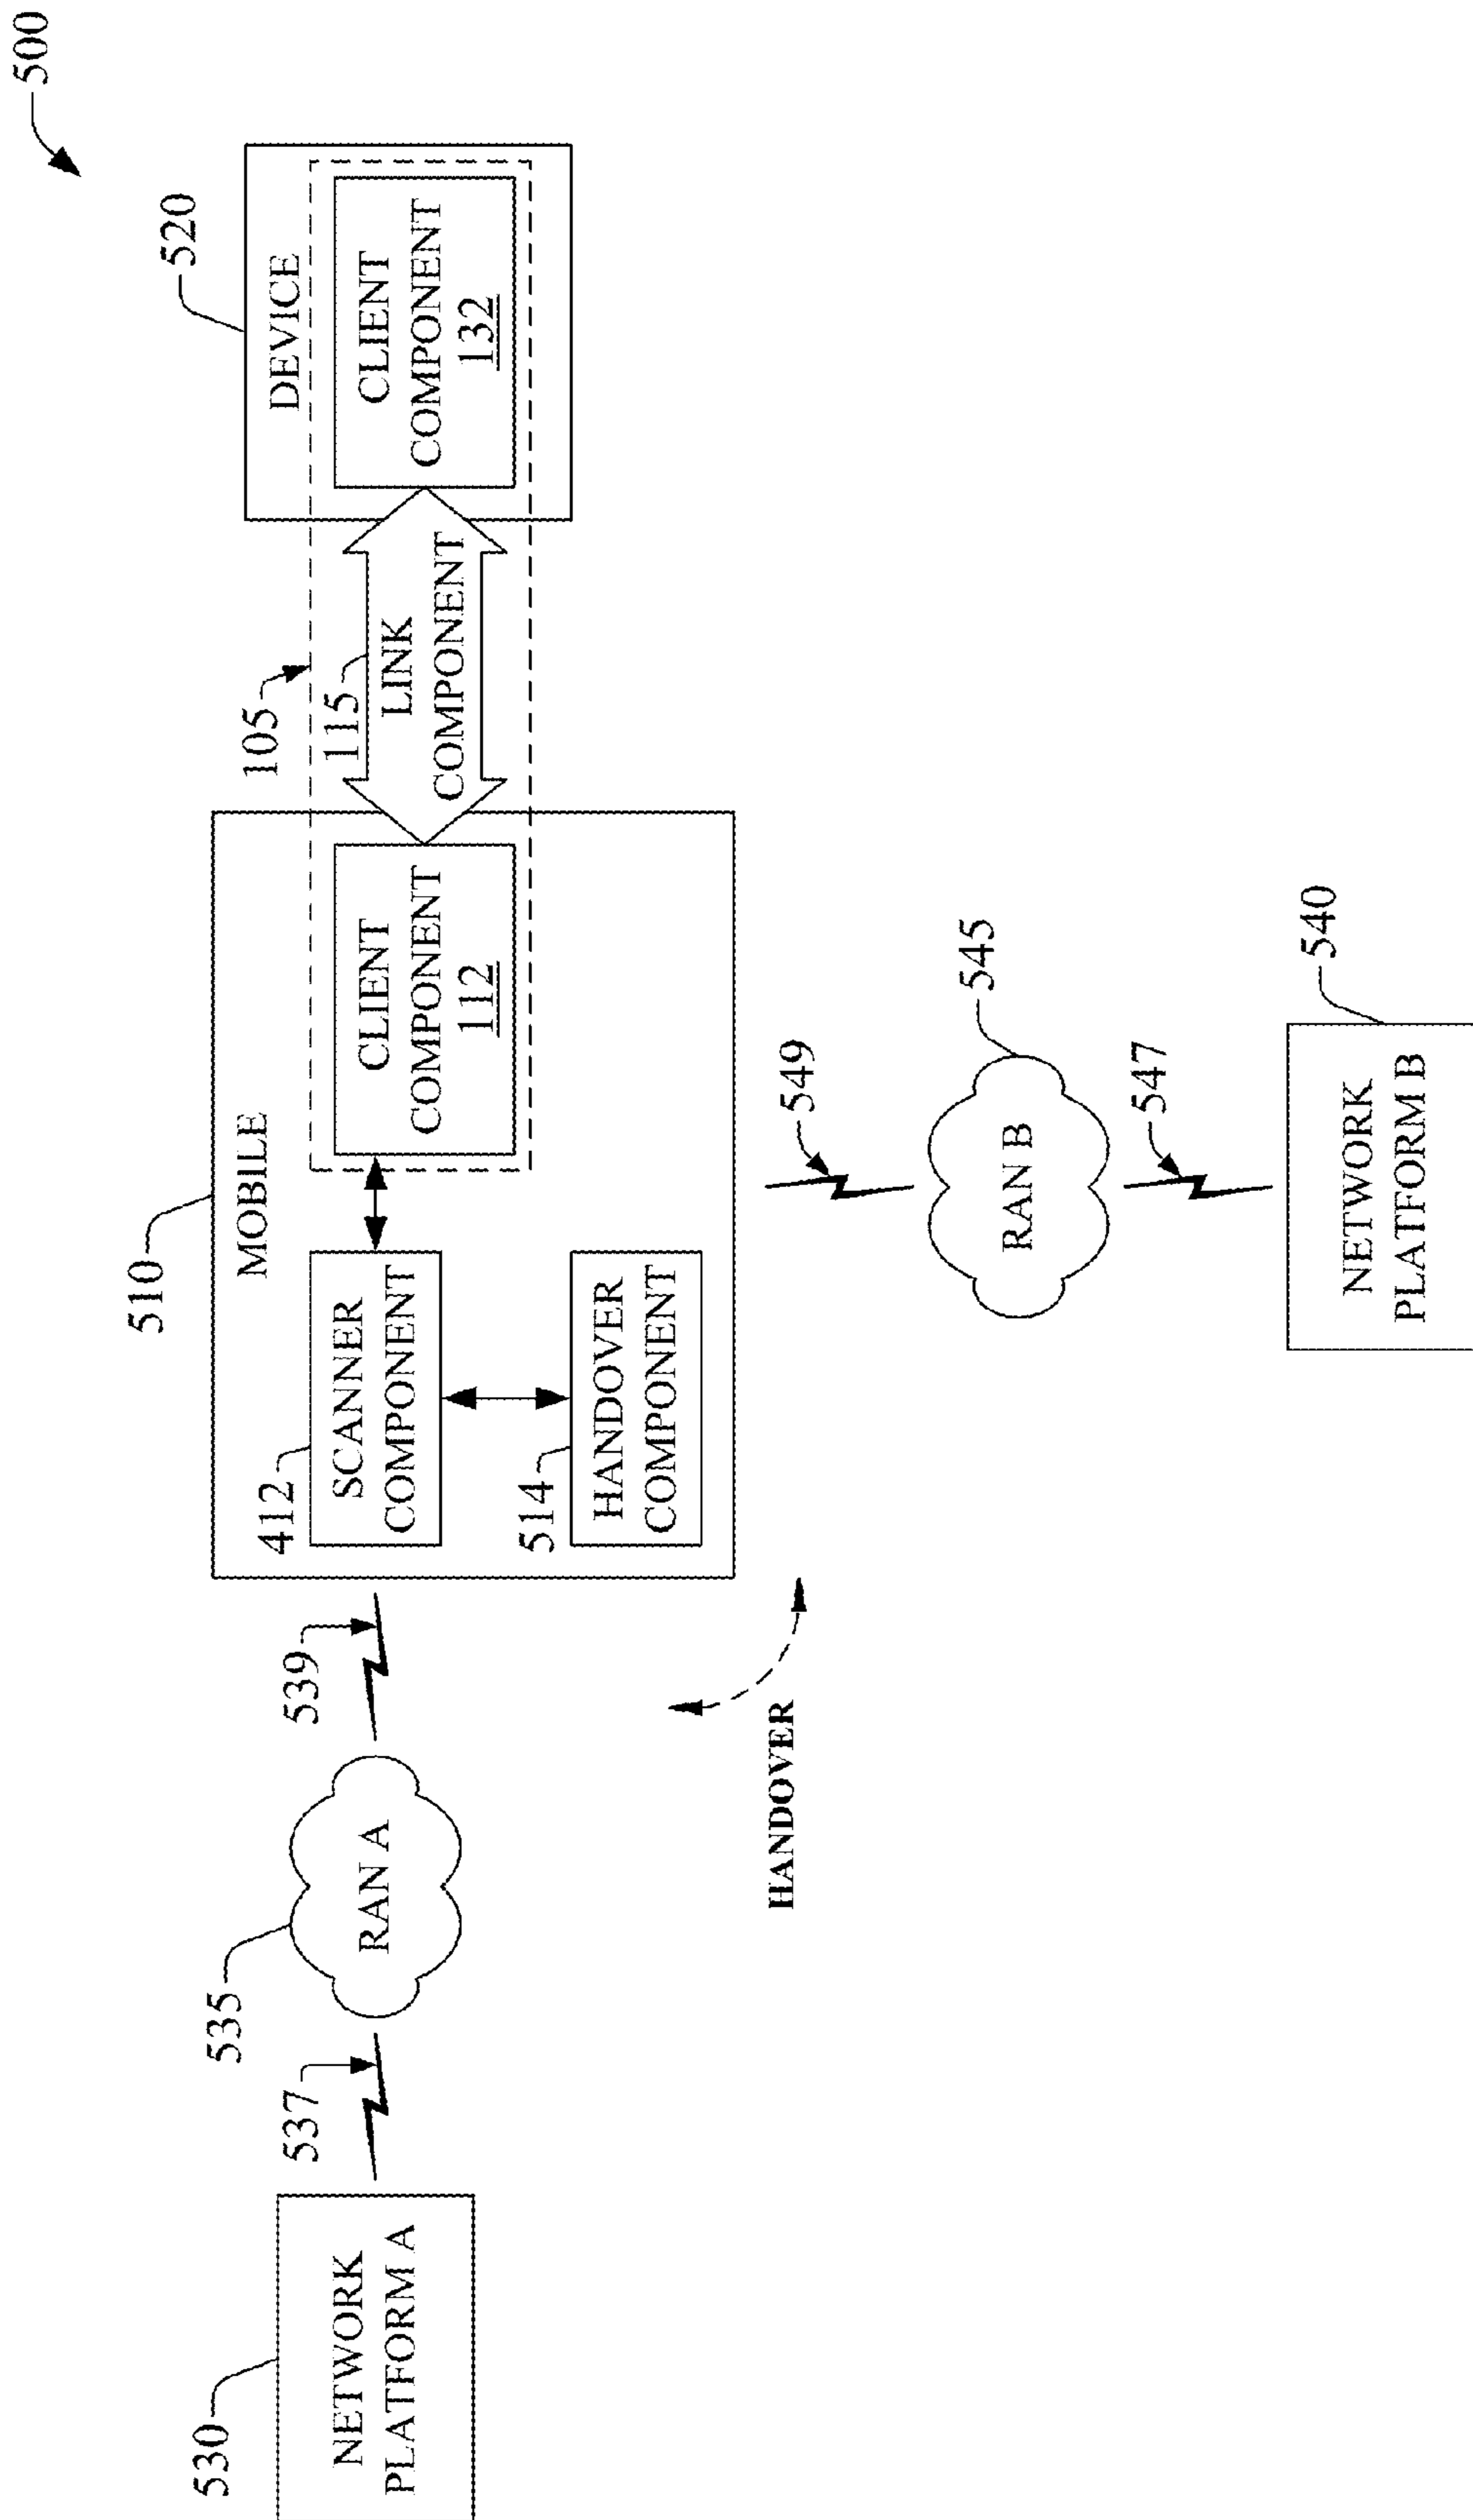 500
520
DEVICE
CLIENT
COMPONENT
132
105
115
LINK
COMPONENT
510
MOBILE
CLIENT
COMPONENT
112
412
SCANNER
COMPONENT
514
HANDOVER
COMPONENT
539
535
RAN A
537
530
NETWORK
PLATFORM A
HANDOVER
549
545
RAN B
547
540
NETWORK
PLATFORM B